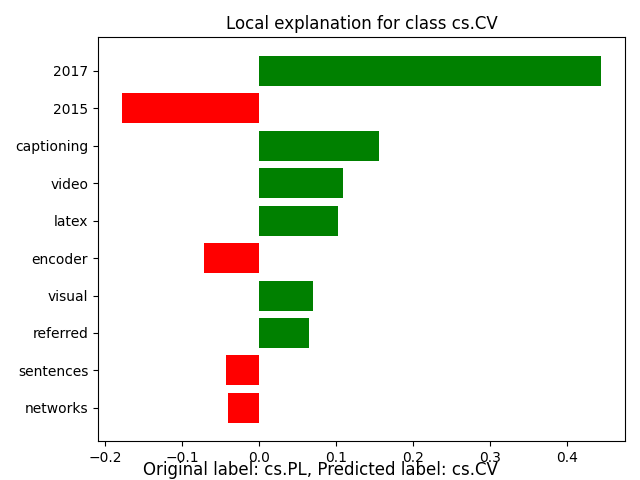 Local explanation for class cs.CV
2017
2015
captioning
video
latex
encoder
visual
referred
sentences
networks
−0.2 −0.1 0.0 0.1 0.2 0.3 0.4
Original label: cs.PL, Predicted label: cs.CV